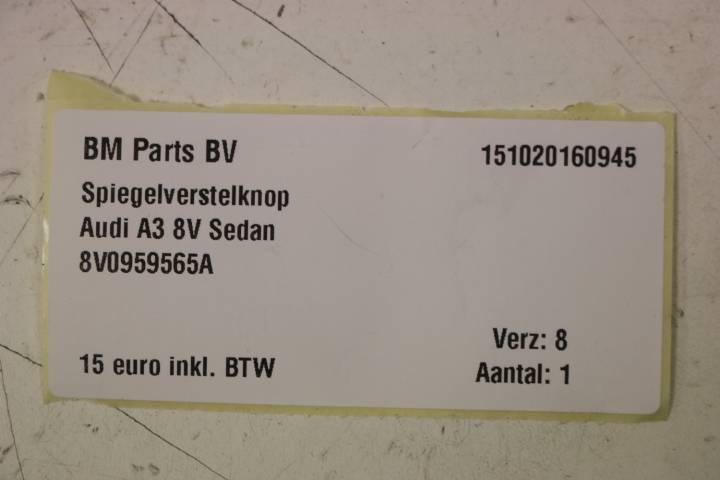 BM Parts BV 151020160945
Spiegelverstelknop
Audi A3 8V Sedan
8V0959565A
Verz: 8
15 euro inkl. BTW Aantal: 1